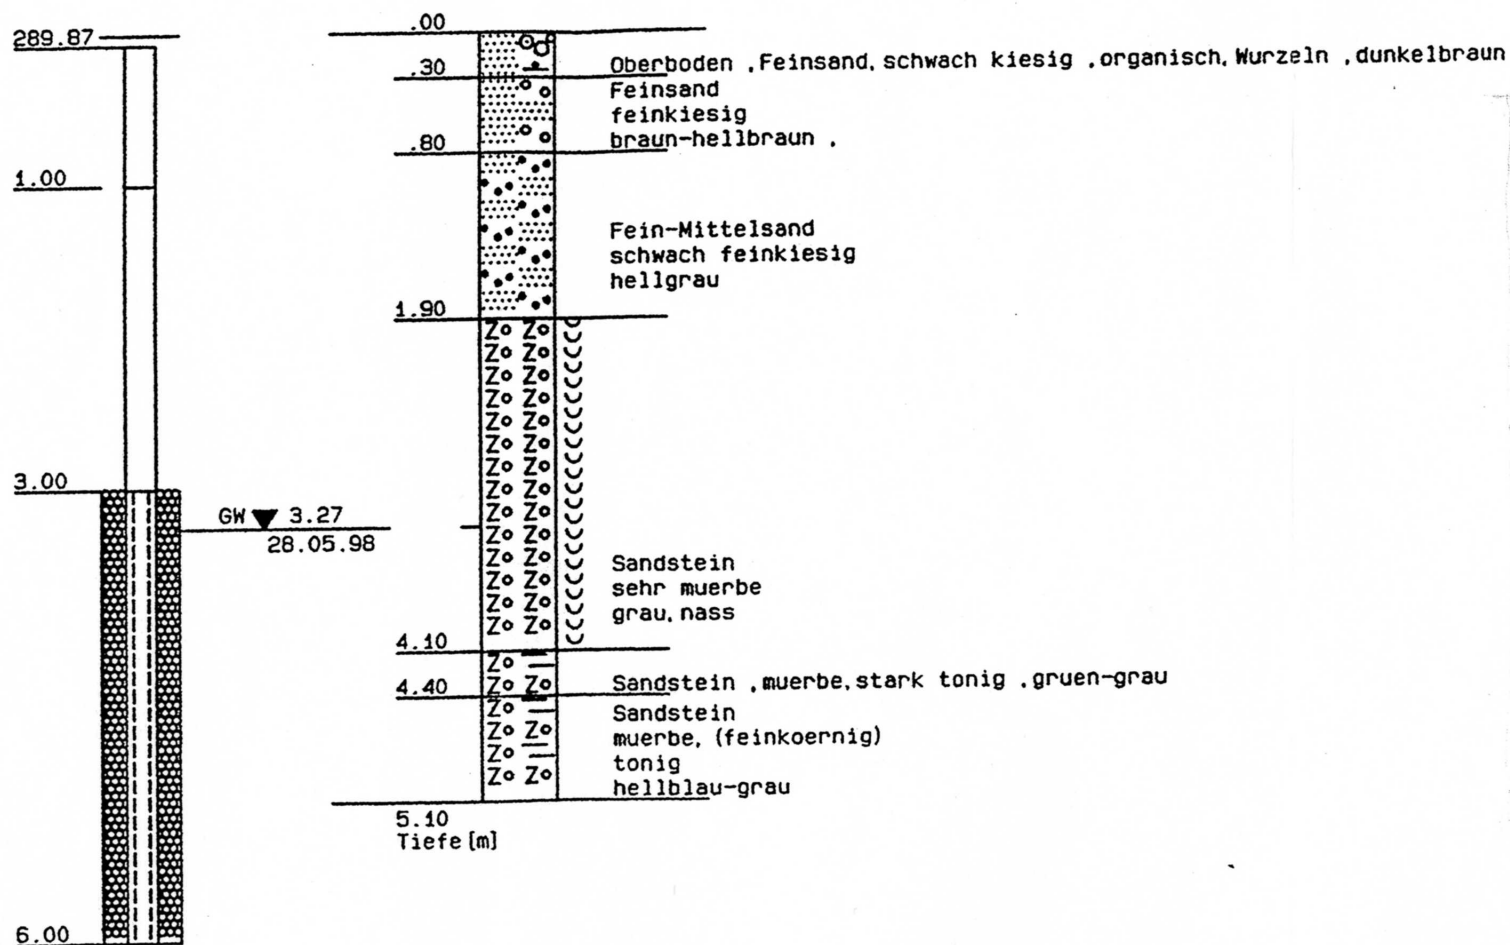 .00
289.87
Oberboden ,Feinsand, schwach kiesig ,organisch, Wurzeln ,dunkelbraun
.30
Feinsand
feinkiesig
braun-hellbraun ,
.80
1.00
Fein-Mittelsand
schwach feinkiesig
hellgrau
1.90
3.00
GW 3.27
28.05.98
Sandstein
sehr muerbe
grau, nass
4.10
Sandstein ,muerbe, stark tonig ,gruen-grau
4.40
Sandstein
muerbe, (feinkoernig)
tonig
hellblau-grau
5.10
Tiefe [m]
6.00